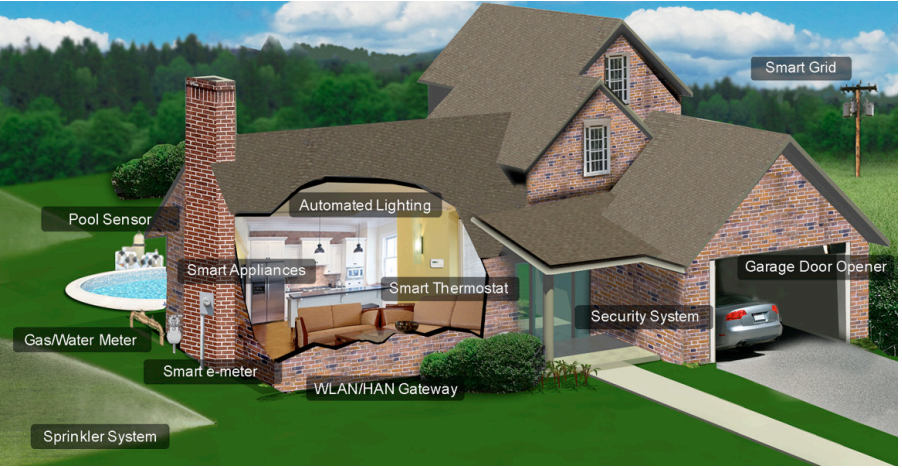 Smart Grid
Automated Lighting
Pool Sensor
Smart Appliances
Garage Door Opener
Smart Thermostat
Security System
Gas/Water Meter
Smart e-meter
WLAN/HAN Gateway
Sprinkler System